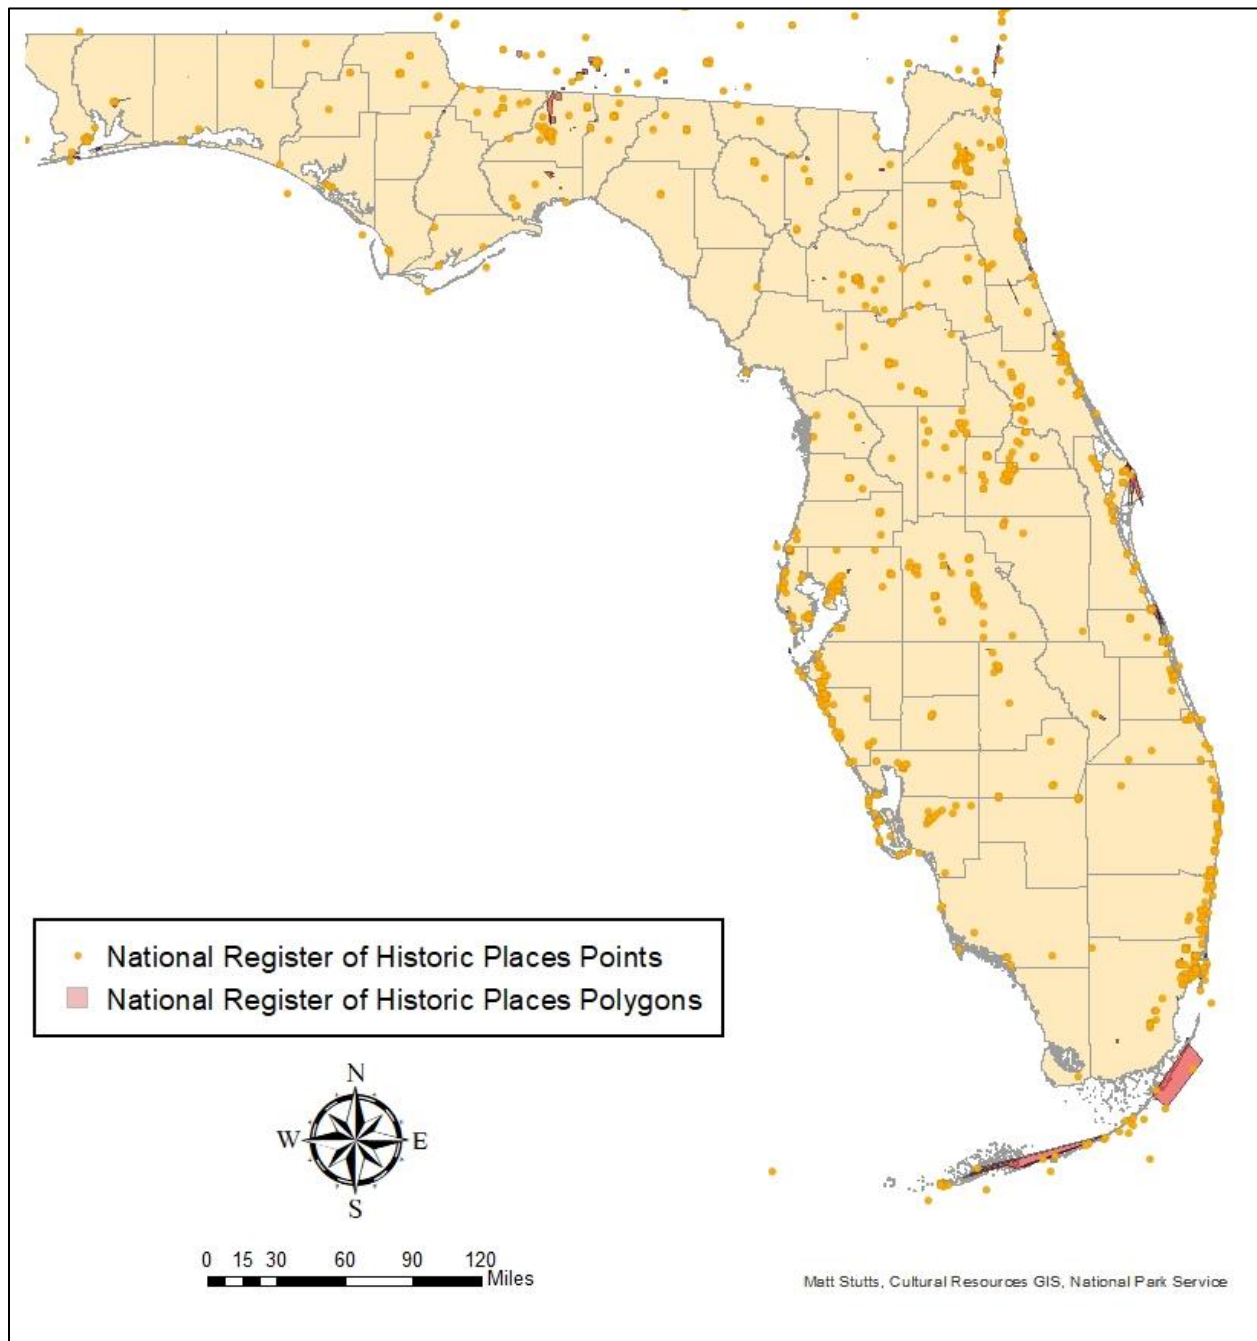 National Register of Historic Places Points
National Register of Historic Places Polygons
N
W E
S
0 15 30 60 90 120
Miles
Matt Stutts, Cultural Resources GIS, National Park Service